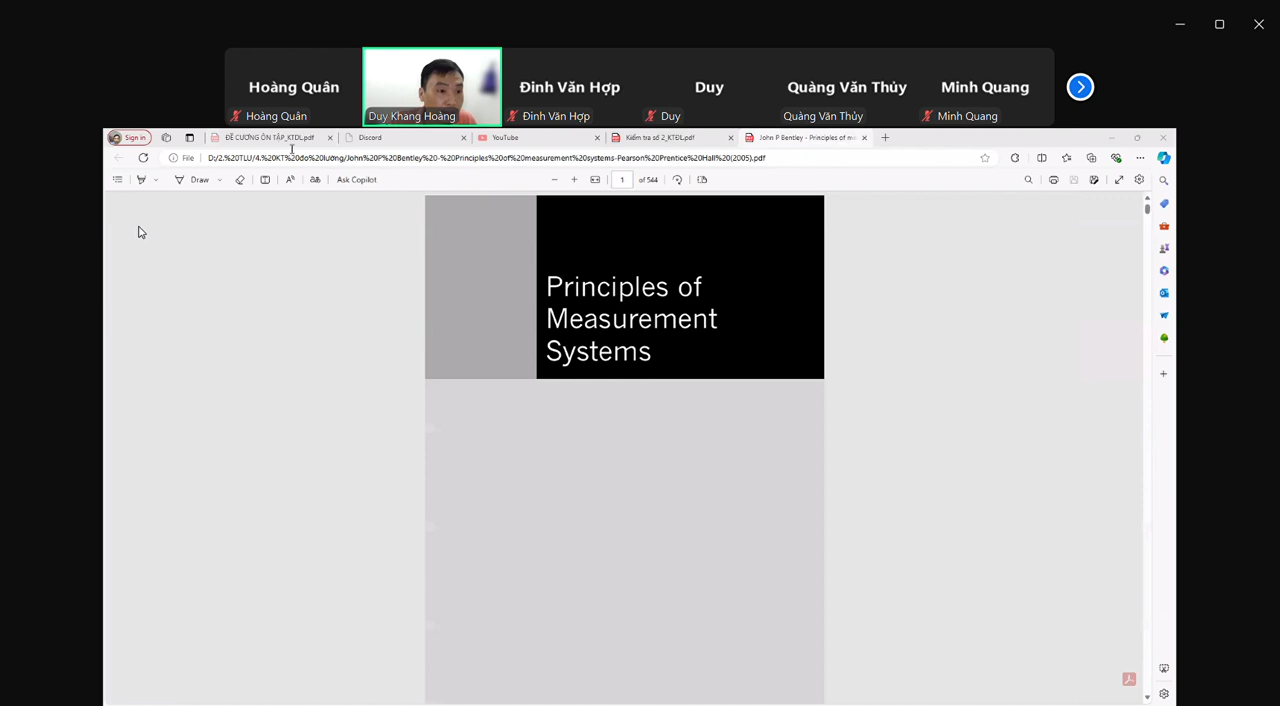 Hoàng Quân
Đinh Văn Hợp
Duy
Quàng Văn Thủy
Minh Quang
Hoàng Quân
Duy Khang Hoàng
Đinh Văn Hợp
Duy
Quàng Văn Thủy
Minh Quang
Sign in
ĐỀ CƯƠNG ÔN TẬP_KTDL.pdf
Discord
YouTube
Kiểm tra số 2_KTĐL.pdf
John P Bentley - Principles of m
File
D:/2.%20TLU/4.%20KT%20do%20lường/John%20P%20Bentley%20-%20Principles%20of%20measurement%20systems-Pearson%20Prentice%20Hall%20(2005).pdf
Draw
Ask Copilot
1
of 544
Principles of
Measurement
Systems